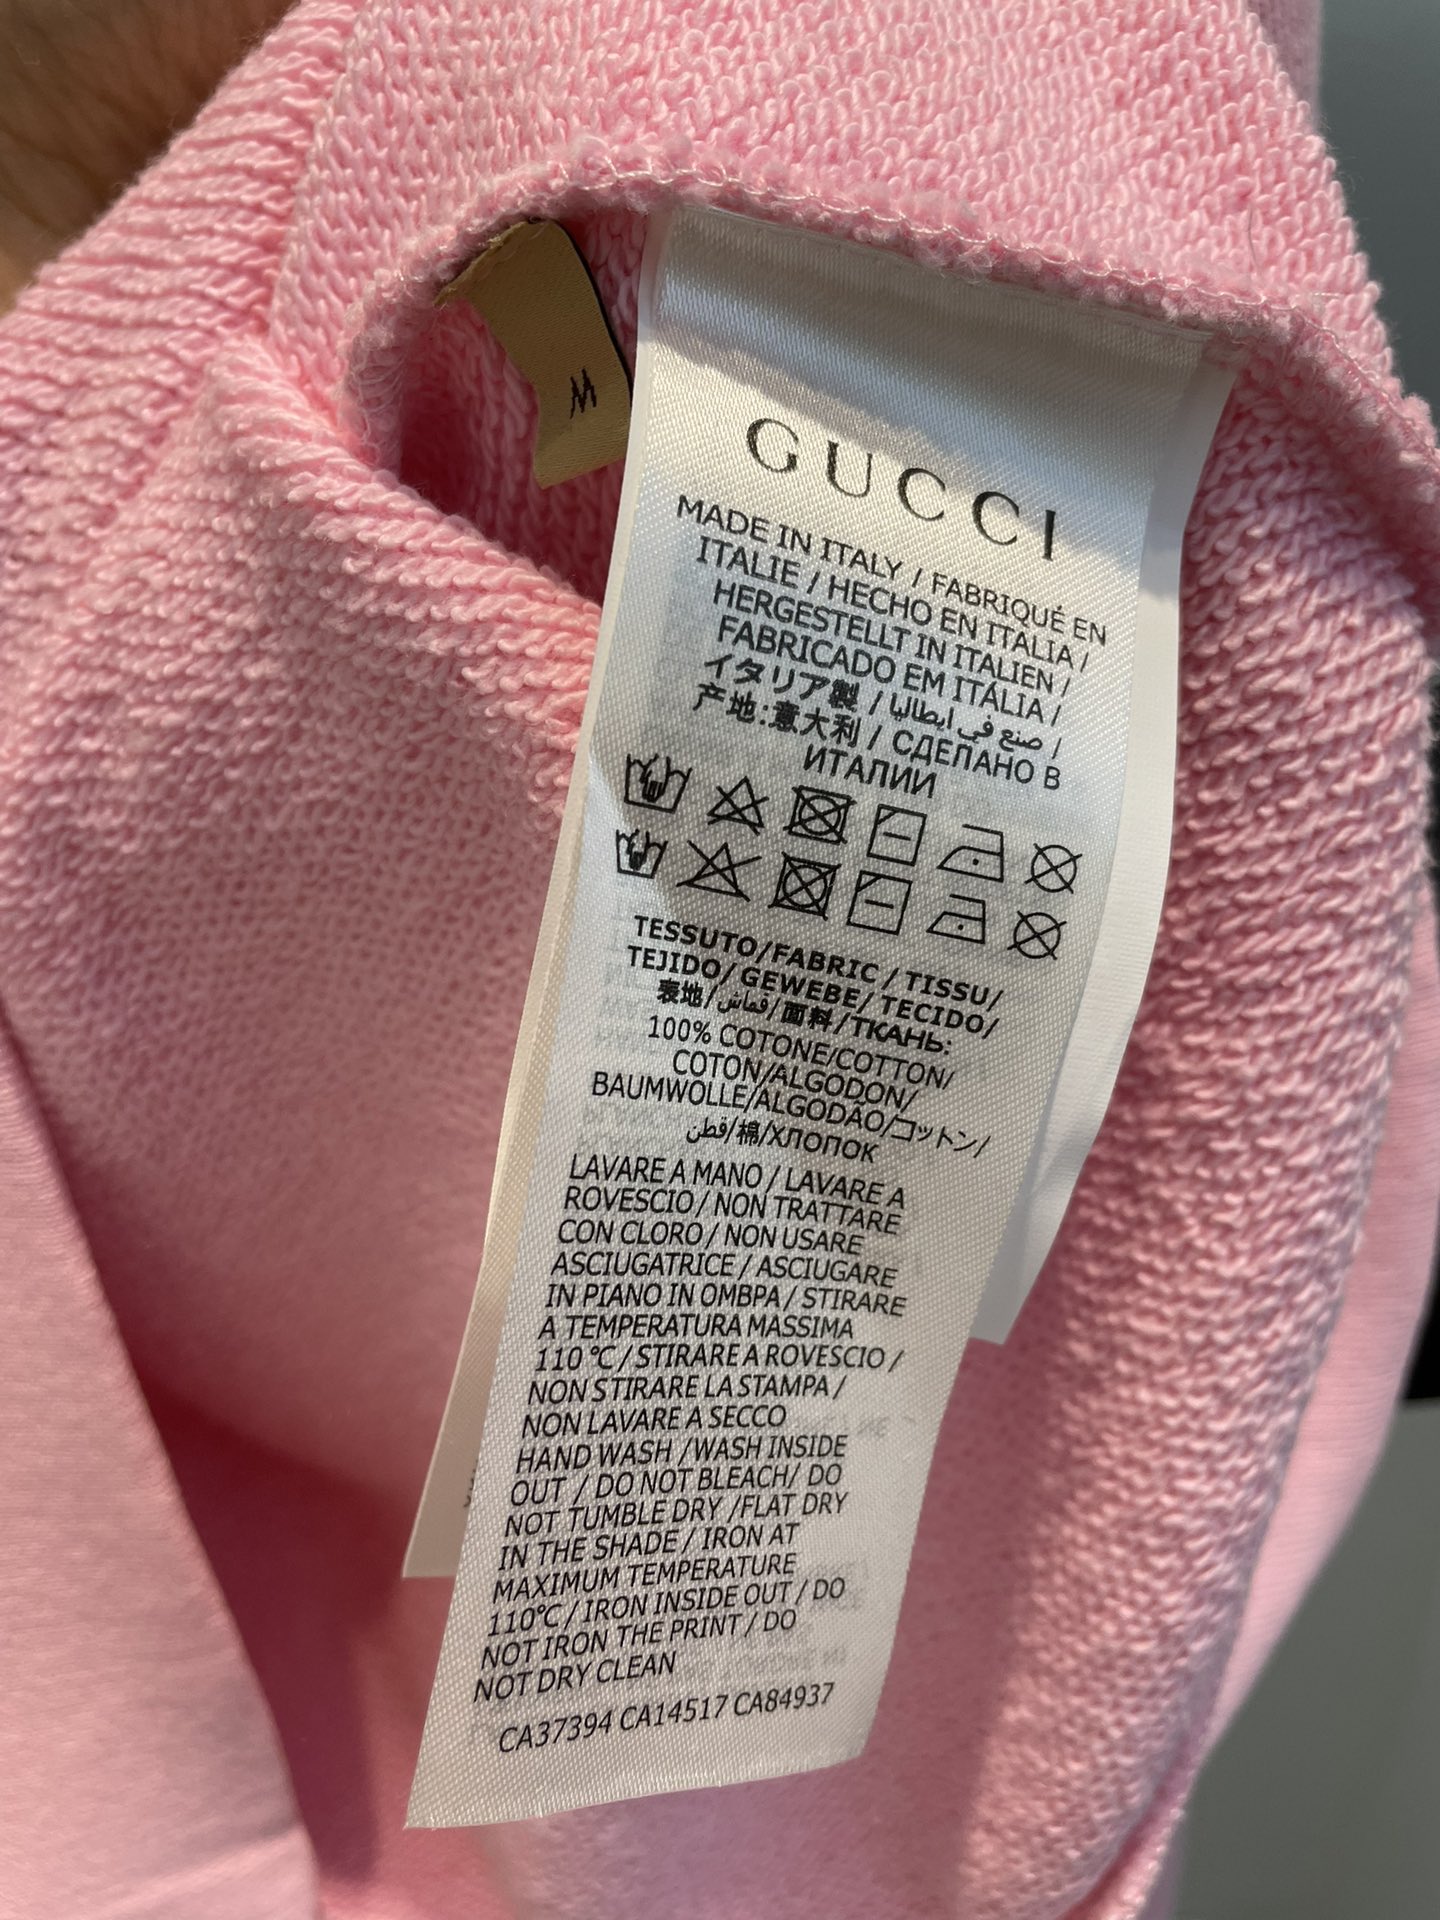 M
GUCCI
MADE IN ITALY / FABRIQUÉ EN
ITALIE / HECHO EN ITALIA /
HERGESTELLT IN ITALIEN /
FABRICADO EM ITÁLIA /
イタリア製 / صنع في ايطاليا /
产地:意大利 / СДЕЛАНО В
ИТАЛИИ
TESSUTO/FABRIC / TISSU/
TEJIDO/ GEWEBE/ TECIDO/
表地/قماش/面料/ТКАНЬ:
100% COTONE/COTTON/
COTON/ALGODON/
BAUMWOLLE/ALGODÃO/コットン/
قطن/棉/ХЛОПОК
LAVARE A MANO / LAVARE A
ROVESCIO / NON TRATTARE
CON CLORO / NON USARE
ASCIUGATRICE / ASCIUGARE
IN PIANO IN OMBPA / STIRARE
A TEMPERATURA MASSIMA
110 °C / STIRARE A ROVESCIO /
NON STIRARE LA STAMPA /
NON LAVARE A SECCO
HAND WASH /WASH INSIDE
OUT / DO NOT BLEACH/ DO
NOT TUMBLE DRY /FLAT DRY
IN THE SHADE / IRON AT
MAXIMUM TEMPERATURE
110°C / IRON INSIDE OUT / DO
NOT IRON THE PRINT / DO
NOT DRY CLEAN
CA37394 CA14517 CA84937